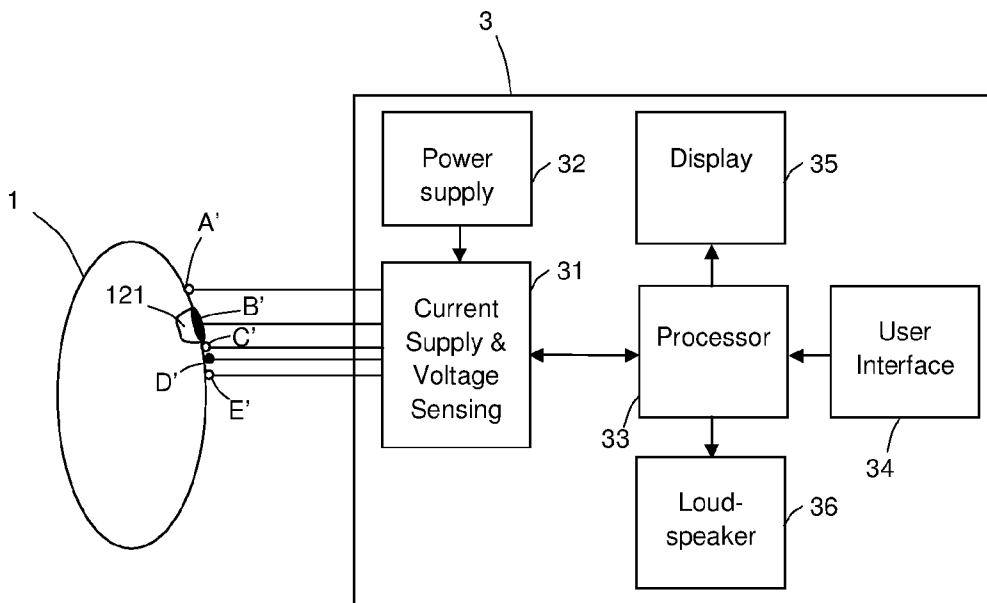 3
Power
supply
32
Display
35
1
A'
121
B'
C'
D'
E'
31
Current
Supply &
Voltage
Sensing
Processor
33
User
Interface
34
Loud-
speaker
36